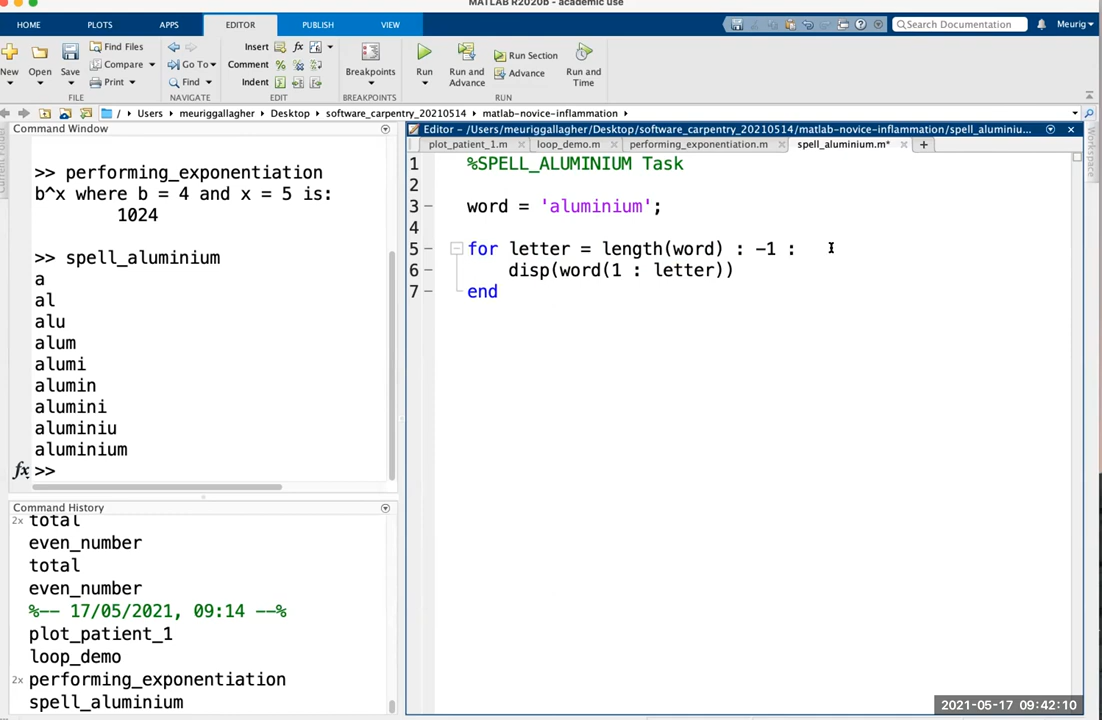 MATLAB R2020b - academic use
HOME PLOTS APPS EDITOR PUBLISH VIEW
Search Documentation Meurig
Find Files Insert fx Run Section
Compare Go To Comment % Advance
Print Find Indent
New Open Save Breakpoints Run Run and Advance Run and Time
FILE NAVIGATE EDIT BREAKPOINTS RUN
/ Users meuriggallagher Desktop software_carpentry_20210514 matlab-novice-inflammation
Command Window
>> performing_exponentiation
b^x where b = 4 and x = 5 is:
1024
>> spell_aluminium
a
al
alu
alum
alumi
alumin
alumini
aluminiu
aluminium
fx >>
Command History
2x total
even_number
total
even_number
%-- 17/05/2021, 09:14 --%
plot_patient_1
loop_demo
2x performing_exponentiation
spell_aluminium
Editor – /Users/meuriggallagher/Desktop/software_carpentry_20210514/matlab-novice-inflammation/spell_aluminiu...
plot_patient_1.m loop_demo.m performing_exponentiation.m spell_aluminium.m* +
1 %SPELL_ALUMINIUM Task
2
3 – word = 'aluminium';
4
5 – for letter = length(word) : -1 :
6 – disp(word(1 : letter))
7 – end
Workspace
2021-05-17 09:42:10